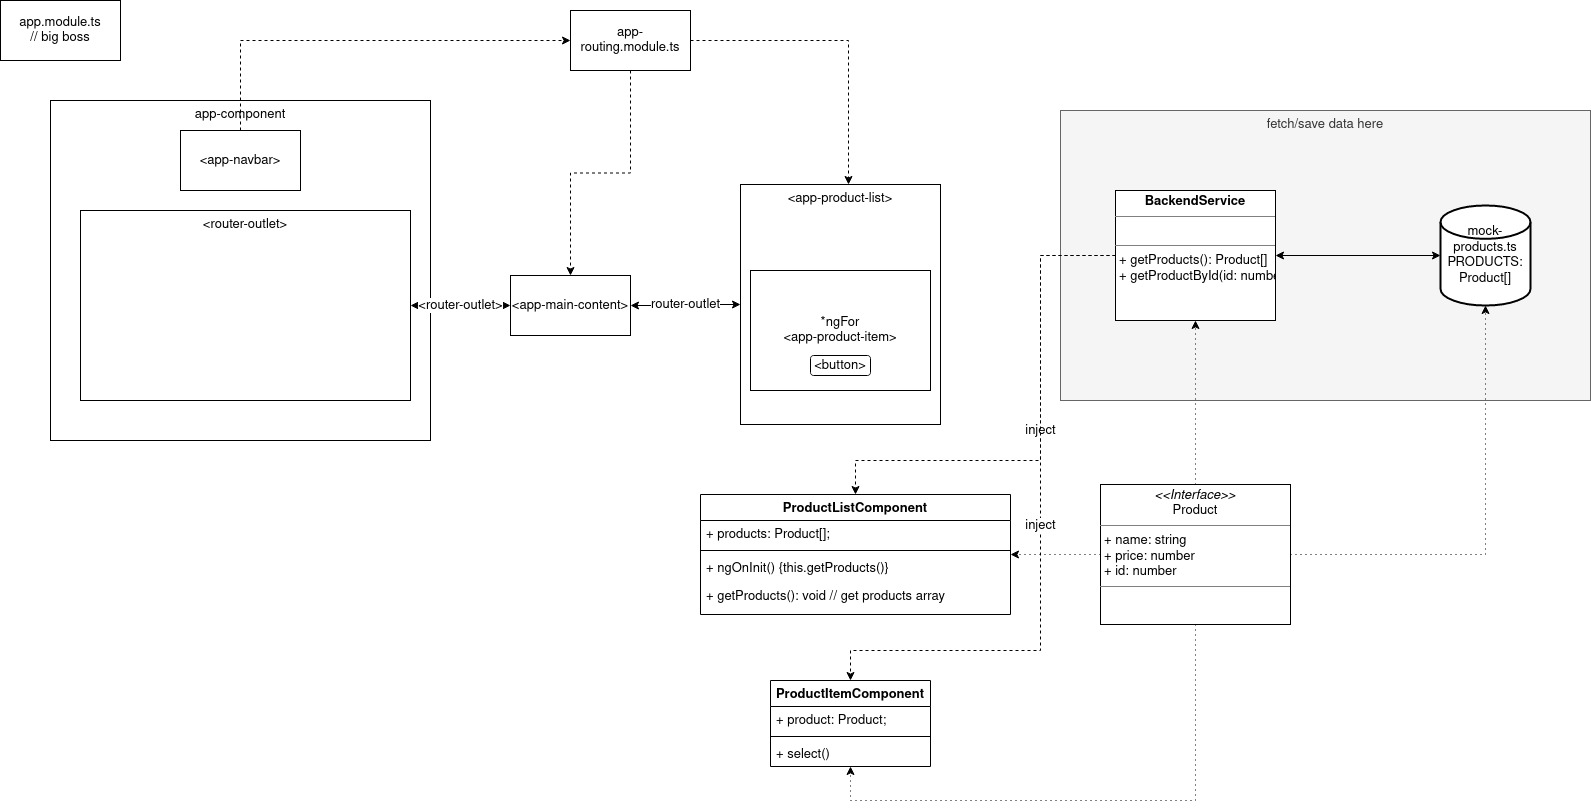 app.module.ts
// big boss
app-
routing.module.ts
app-component
<app-navbar>
<router-outlet>
<router-outlet>
<app-main-content>
router-outlet
<app-product-list>
*ngFor
<app-product-item>
<button>
fetch/save data here
BackendService
+ getProducts(): Product[]
+ getProductById(id: numbe
mock-
products.ts
PRODUCTS:
Product[]
inject
inject
ProductListComponent
+ products: Product[];
+ ngOnInit() {this.getProducts()}
+ getProducts(): void // get products array
<<Interface>>
Product
+ name: string
+ price: number
+ id: number
ProductItemComponent
+ product: Product;
+ select()